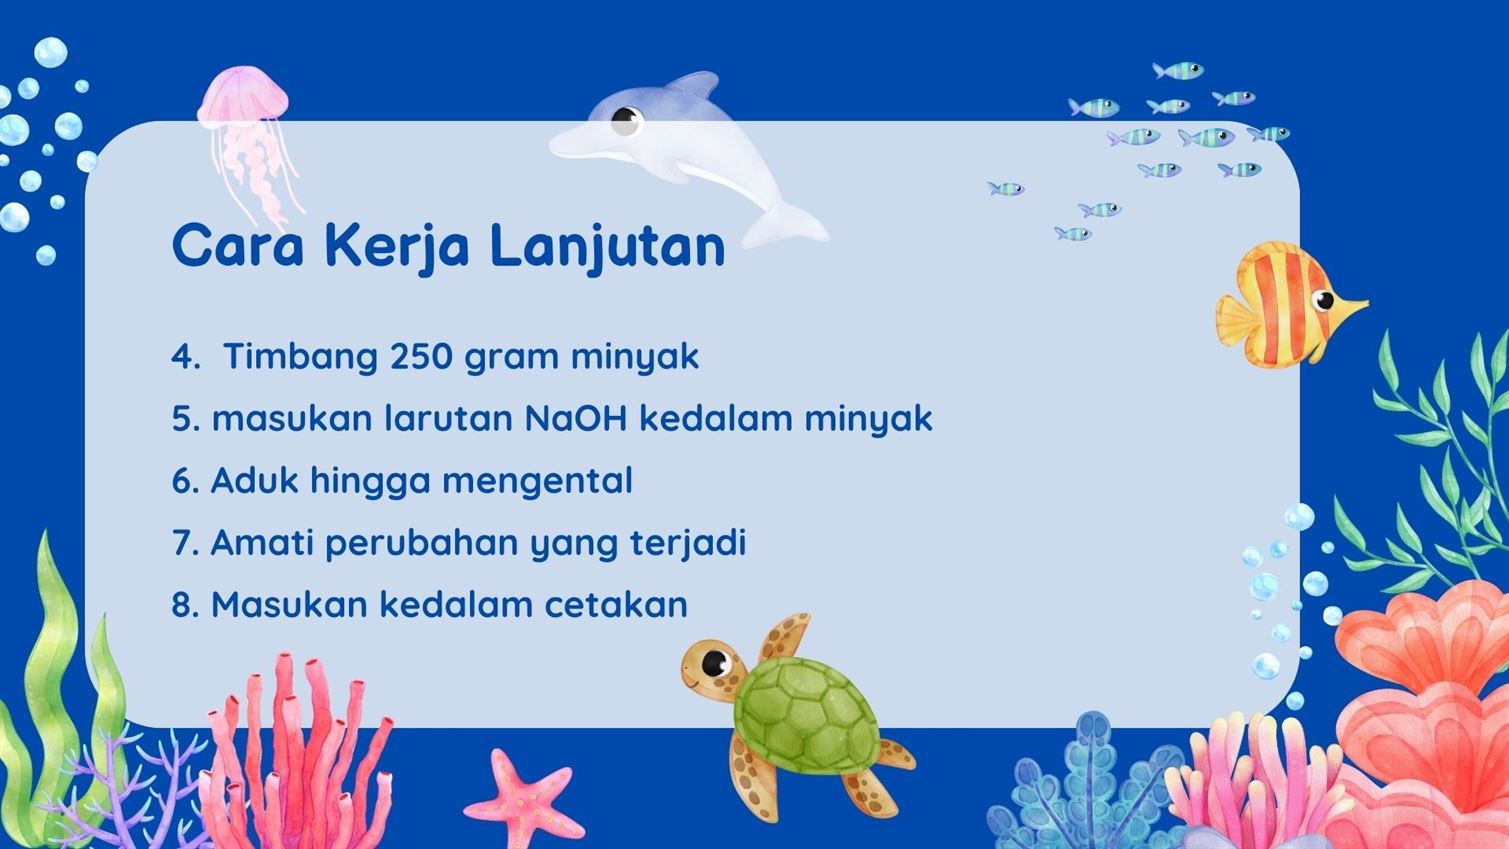 Cara Kerja Lanjutan
4. Timbang 250 gram minyak
5. masukan larutan NaOH kedalam minyak
6. Aduk hingga mengental
7. Amati perubahan yang terjadi
8. Masukan kedalam cetakan